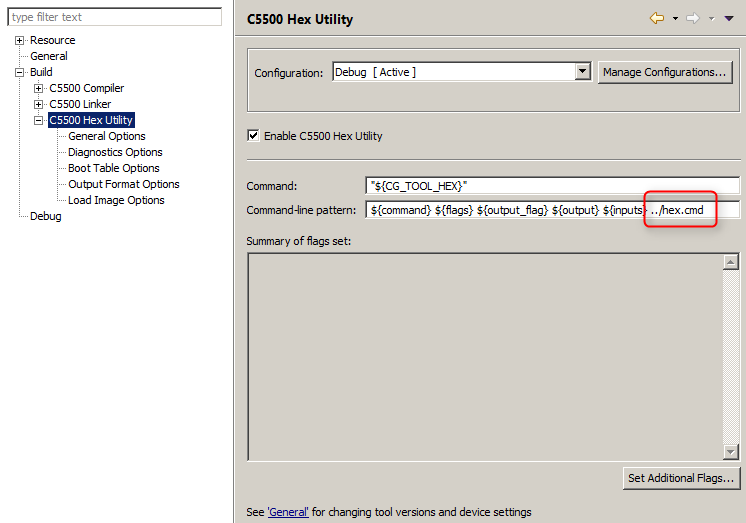 type filter text
Resource
General
Build
C5500 Compiler
C5500 Linker
C5500 Hex Utility
General Options
Diagnostics Options
Boot Table Options
Output Format Options
Load Image Options
Debug
C5500 Hex Utility
Configuration: Debug [ Active ] Manage Configurations...
Enable C5500 Hex Utility
Command: "${CG_TOOL_HEX}"
Command-line pattern: ${command} ${flags} ${output_flag} ${output} ${inputs} ../hex.cmd
Summary of flags set:
Set Additional Flags...
See 'General' for changing tool versions and device settings